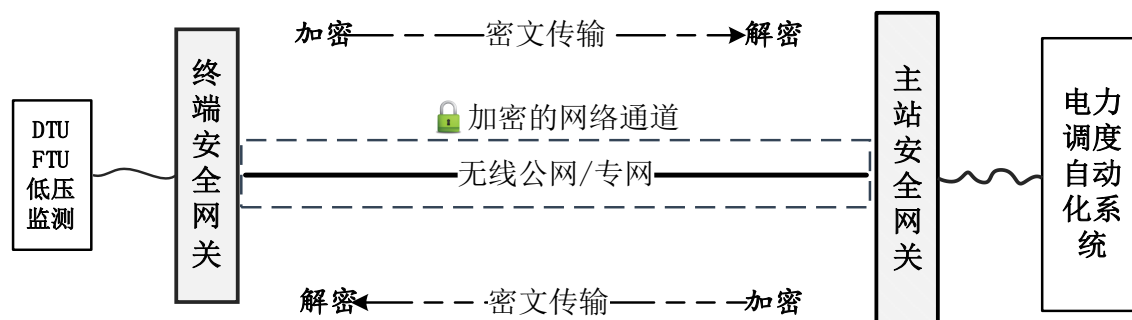 加密 密文传输 解密
DTU
FTU
低压
监测
终端安全网关
加密的网络通道
无线公网/专网
主站安全网关
电力
调度
自动
化系
统
解密 密文传输 加密